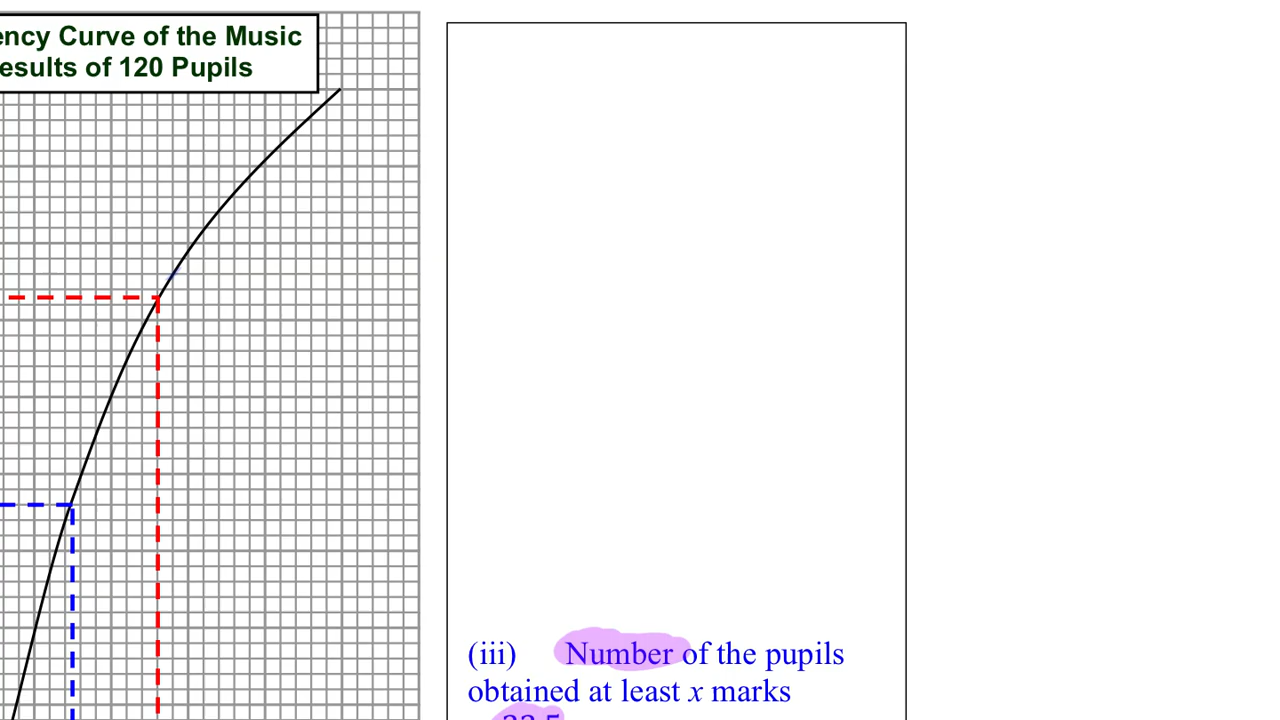 ency Curve of the Music
esults of 120 Pupils
(iii) Number of the pupils
obtained at least x marks